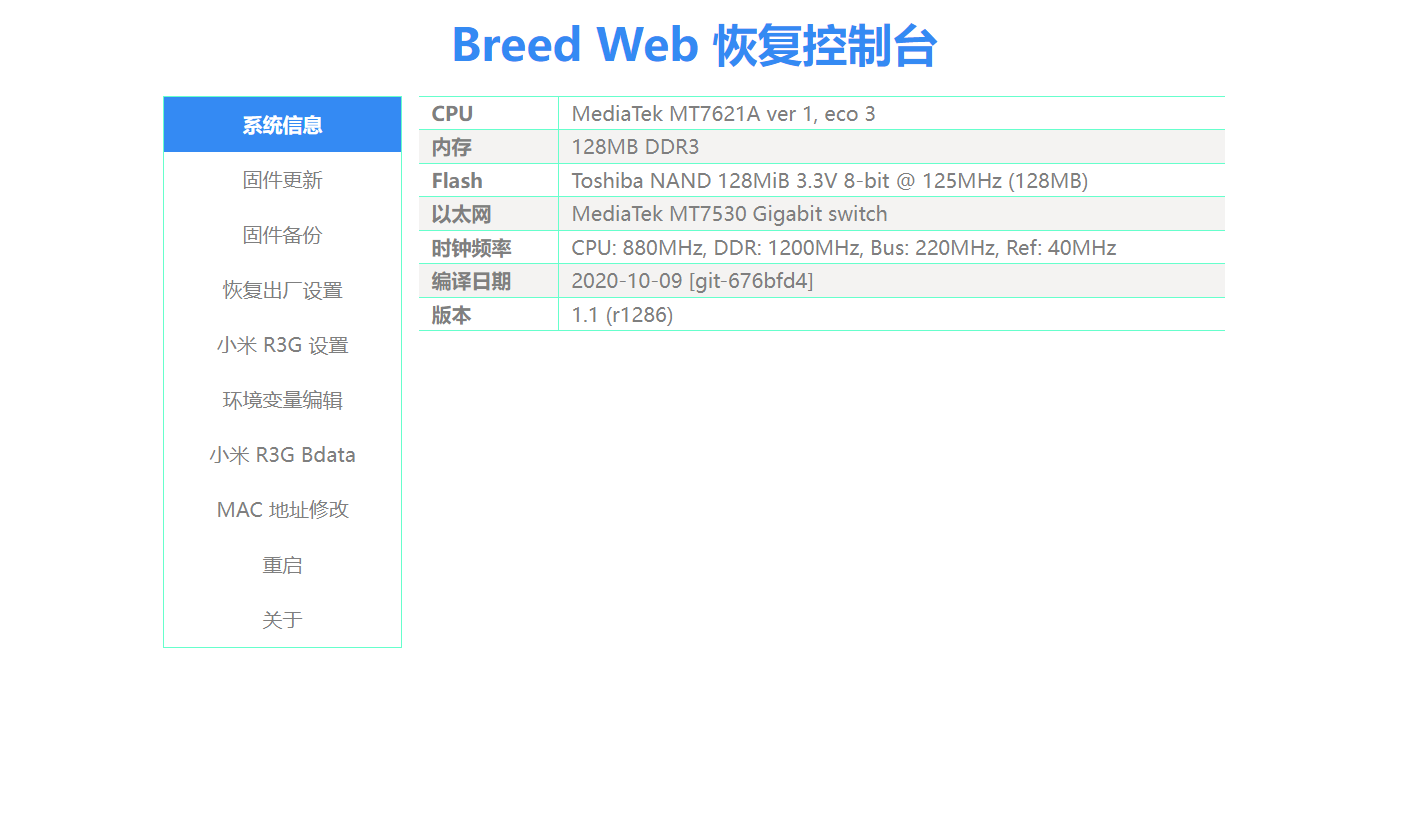 Breed Web 恢复控制台
系统信息
固件更新
固件备份
恢复出厂设置
小米 R3G 设置
环境变量编辑
小米 R3G Bdata
MAC 地址修改
重启
关于
CPU MediaTek MT7621A ver 1, eco 3
内存 128MB DDR3
Flash Toshiba NAND 128MiB 3.3V 8-bit @ 125MHz (128MB)
以太网 MediaTek MT7530 Gigabit switch
时钟频率 CPU: 880MHz, DDR: 1200MHz, Bus: 220MHz, Ref: 40MHz
编译日期 2020-10-09 [git-676bfd4]
版本 1.1 (r1286)